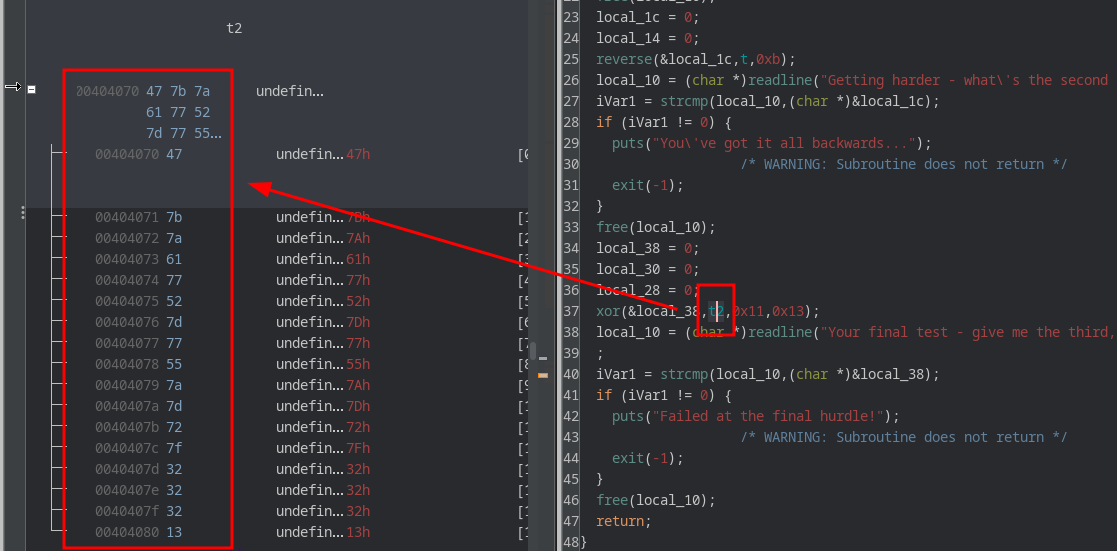 t2
00404070 47 7b 7a undefin...
61 77 52
7d 77 55...
00404070 47 undefin... 47h [0
00404071 7b undefin... 7Bh [1
00404072 7a undefin... 7Ah [2
00404073 61 undefin... 61h [3
00404074 77 undefin... 77h [4
00404075 52 undefin... 52h [5
00404076 7d undefin... 7Dh [6
00404077 77 undefin... 77h [7
00404078 55 undefin... 55h [8
00404079 7a undefin... 7Ah [9
0040407a 7d undefin... 7Dh [1
0040407b 72 undefin... 72h [1
0040407c 7f undefin... 7Fh [1
0040407d 32 undefin... 32h [1
0040407e 32 undefin... 32h [1
0040407f 32 undefin... 32h [1
00404080 13 undefin... 13h [1
23 local_1c = 0;
24 local_14 = 0;
25 reverse(&local_1c,t,0xb);
26 local_10 = (char *)readline("Getting harder - what\'s the second
27 iVar1 = strcmp(local_10,(char *)&local_1c);
28 if (iVar1 != 0) {
29 puts("You\'ve got it all backwards...");
30 /* WARNING: Subroutine does not return */
31 exit(-1);
32 }
33 free(local_10);
34 local_38 = 0;
35 local_30 = 0;
36 local_28 = 0;
37 xor(&local_38,t2,0x11,0x13);
38 local_10 = (char *)readline("Your final test - give me the third,
39 ;
40 iVar1 = strcmp(local_10,(char *)&local_38);
41 if (iVar1 != 0) {
42 puts("Failed at the final hurdle!");
43 /* WARNING: Subroutine does not return */
44 exit(-1);
45 }
46 free(local_10);
47 return;
48 }